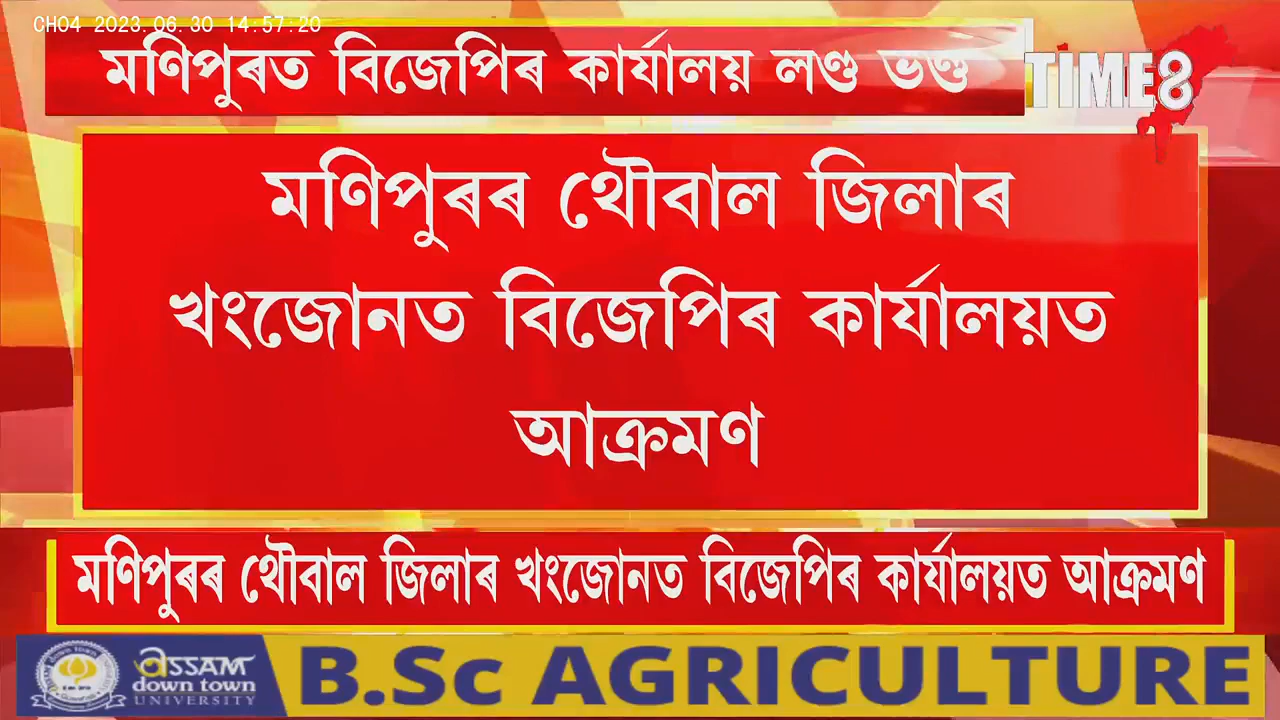 CH04 2023.06.30 14:57:20
মণিপুৰত বিজেপিৰ কাৰ্যালয় লণ্ড ভণ্ড
TIME8
মণিপুৰৰ থৌবাল জিলাৰ
খংজোনত বিজেপিৰ কাৰ্যালয়ত
আক্ৰমণ
মণিপুৰৰ থৌবাল জিলাৰ খংজোনত বিজেপিৰ কাৰ্যালয়ত আক্ৰমণ
ASSAM
down town
UNIVERSITY
B.Sc AGRICULTURE